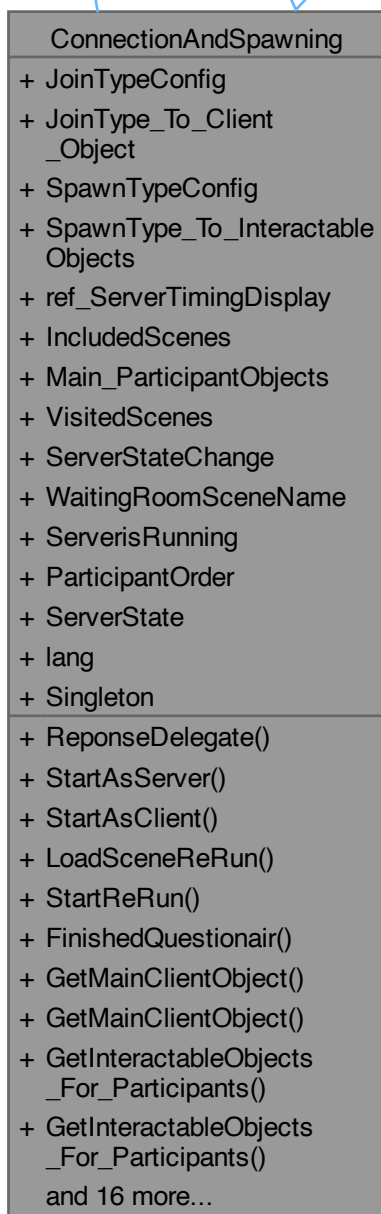 ConnectionAndSpawning
+ JoinTypeConfig
+ JoinType_To_Client
_Object
+ SpawnTypeConfig
+ SpawnType_To_Interactable
Objects
+ ref_ServerTimingDisplay
+ IncludedScenes
+ Main_ParticipantObjects
+ VisitedScenes
+ ServerStateChange
+ WaitingRoomSceneName
+ ServerisRunning
+ ParticipantOrder
+ ServerState
+ lang
+ Singleton
+ ReponseDelegate()
+ StartAsServer()
+ StartAsClient()
+ LoadSceneReRun()
+ StartReRun()
+ FinishedQuestionair()
+ GetMainClientObject()
+ GetMainClientObject()
+ GetInteractableObjects
_For_Participants()
+ GetInteractableObjects
_For_Participants()
and 16 more...